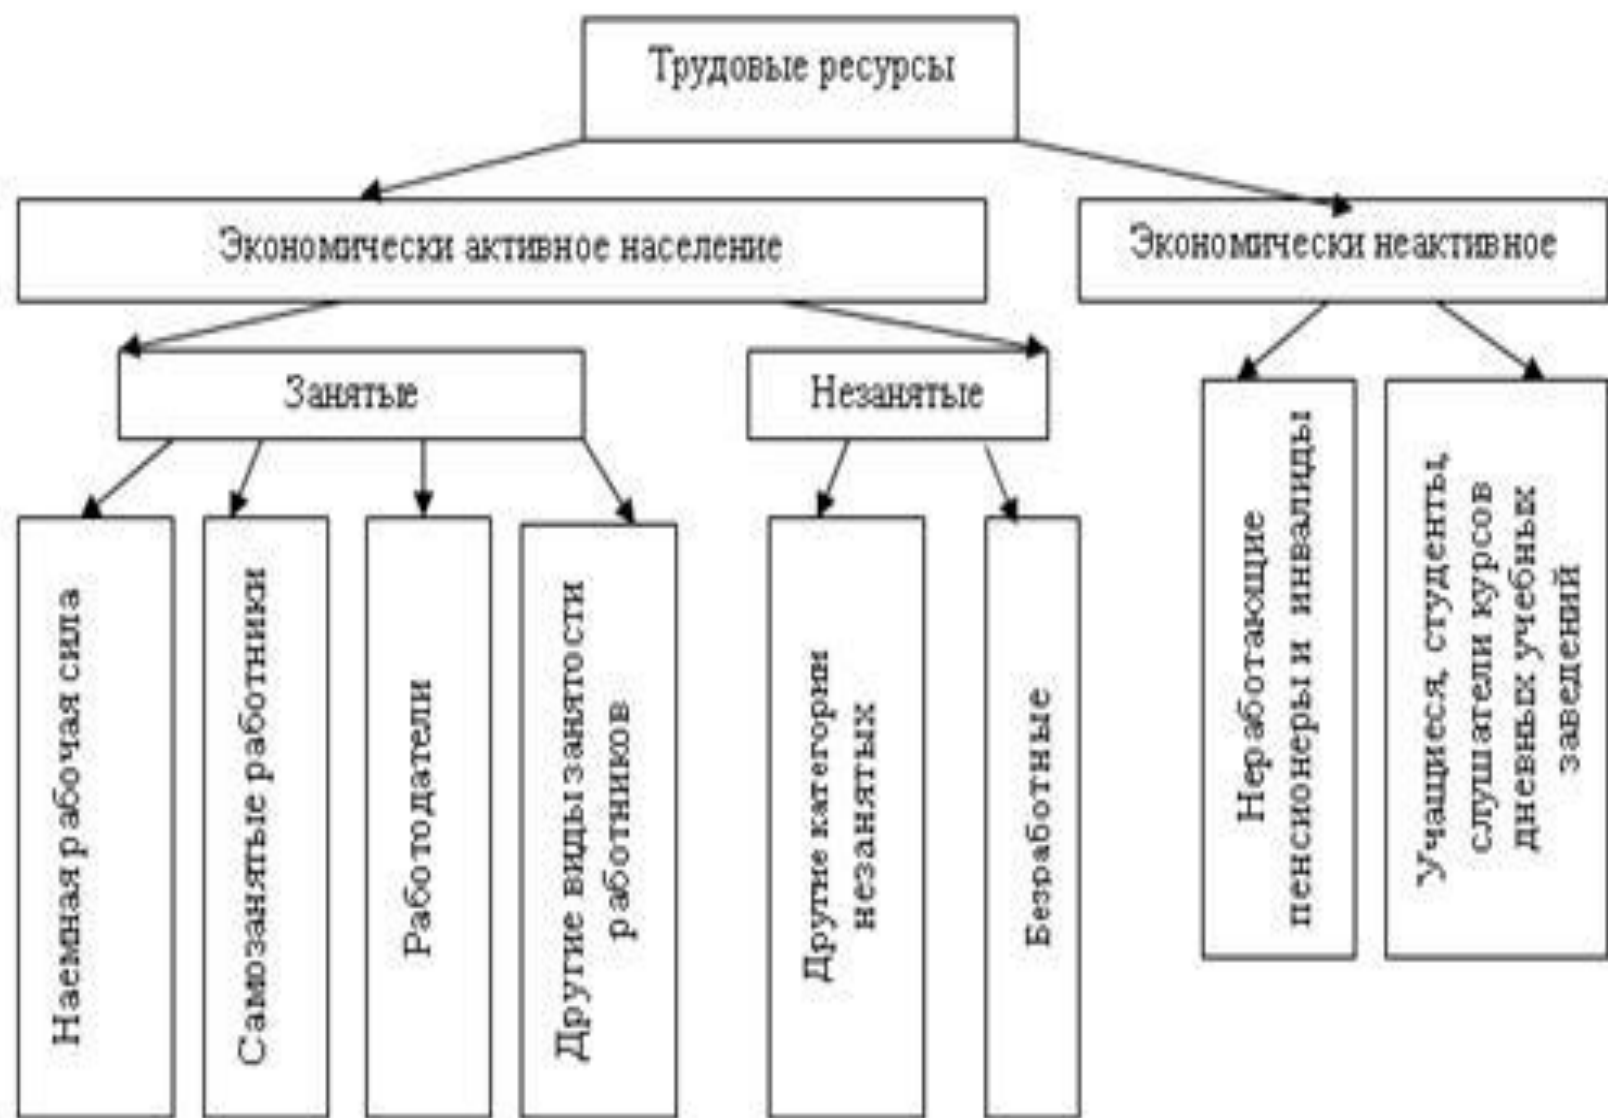 Трудовые ресурсы
Экономически активное население
Экономически неактивное
Занятые
Незанятые
Наемная рабочая сила
Самозанятые работники
Работодатели
Другие виды занятости
работников
Другие категории
незанятых
Безработные
Неработающие
пенсионеры и инвалиды
Учащиеся, студенты,
слушатели курсов
дневных учебных
заведений